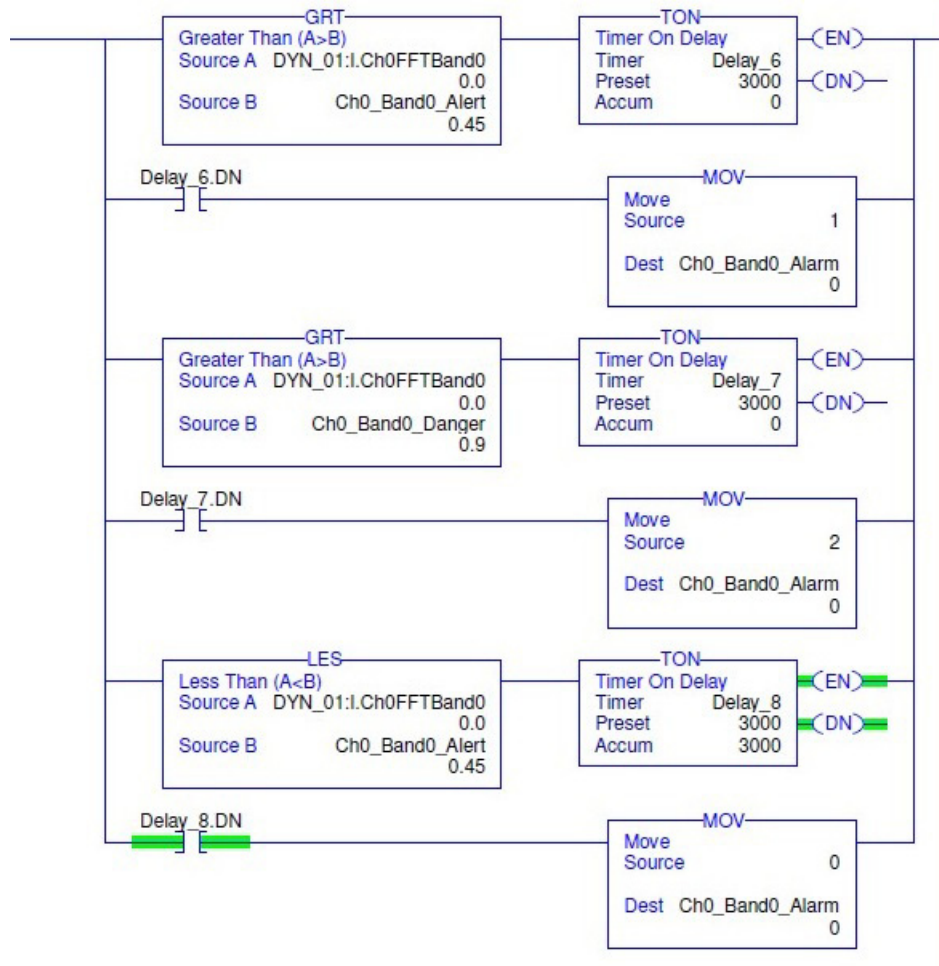 GRT
Greater Than (A>B)
Source A DYN_01:I.Ch0FFTBand0
0.0
Source B Ch0_Band0_Alert
0.45
TON
Timer On Delay
Timer Delay_6
Preset 3000
Accum 0
EN
DN
Delay_6.DN
MOV
Move
Source 1
Dest Ch0_Band0_Alarm
0
GRT
Greater Than (A>B)
Source A DYN_01:I.Ch0FFTBand0
0.0
Source B Ch0_Band0_Danger
0.9
TON
Timer On Delay
Timer Delay_7
Preset 3000
Accum 0
EN
DN
Delay_7.DN
MOV
Move
Source 2
Dest Ch0_Band0_Alarm
0
LES
Less Than (A<B)
Source A DYN_01:I.Ch0FFTBand0
0.0
Source B Ch0_Band0_Alert
0.45
TON
Timer On Delay
Timer Delay_8
Preset 3000
Accum 3000
EN
DN
Delay_8.DN
MOV
Move
Source 0
Dest Ch0_Band0_Alarm
0